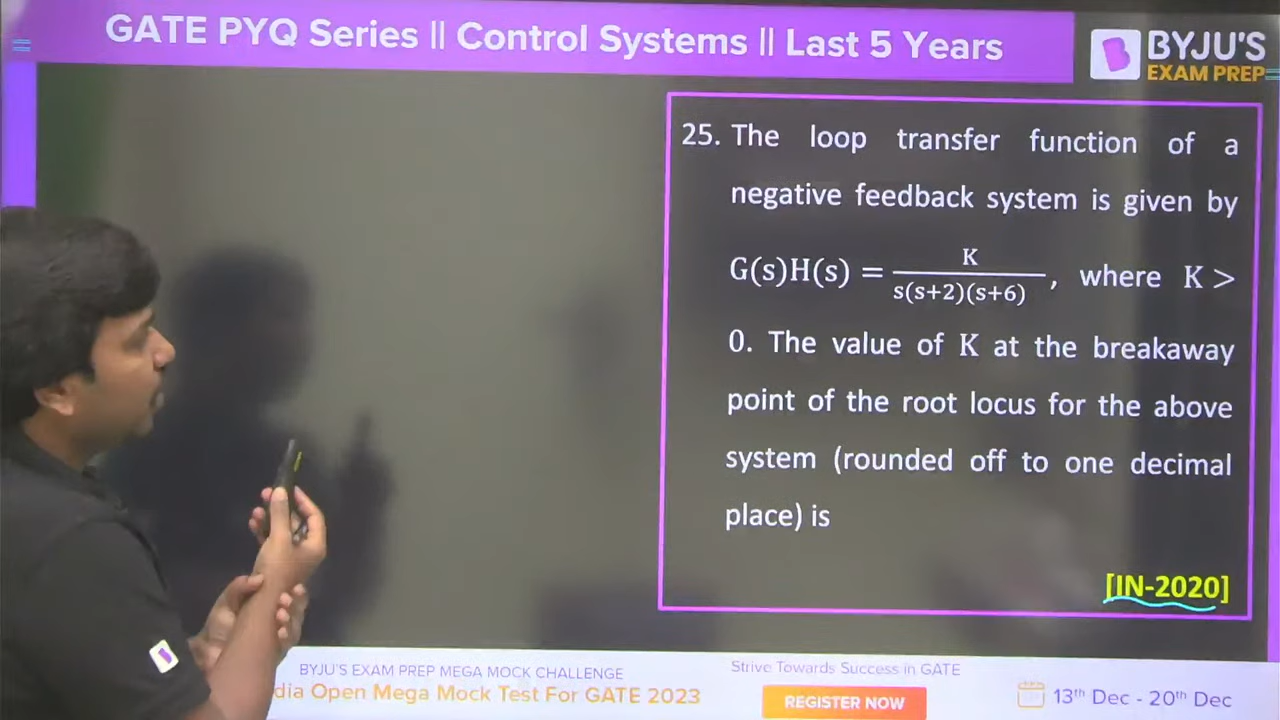 GATE PYQ Series || Control Systems || Last 5 Years
BYJU'S
EXAM PREP
25. The loop transfer function of a
negative feedback system is given by
G(s)H(s) = K / s(s+2)(s+6) , where K >
0. The value of K at the breakaway
point of the root locus for the above
system (rounded off to one decimal
place) is
[IN-2020]
BYJU'S EXAM PREP MEGA MOCK CHALLENGE
dia Open Mega Mock Test For GATE 2023
Strive Towards Success in GATE
REGISTER NOW
13th Dec - 20th Dec